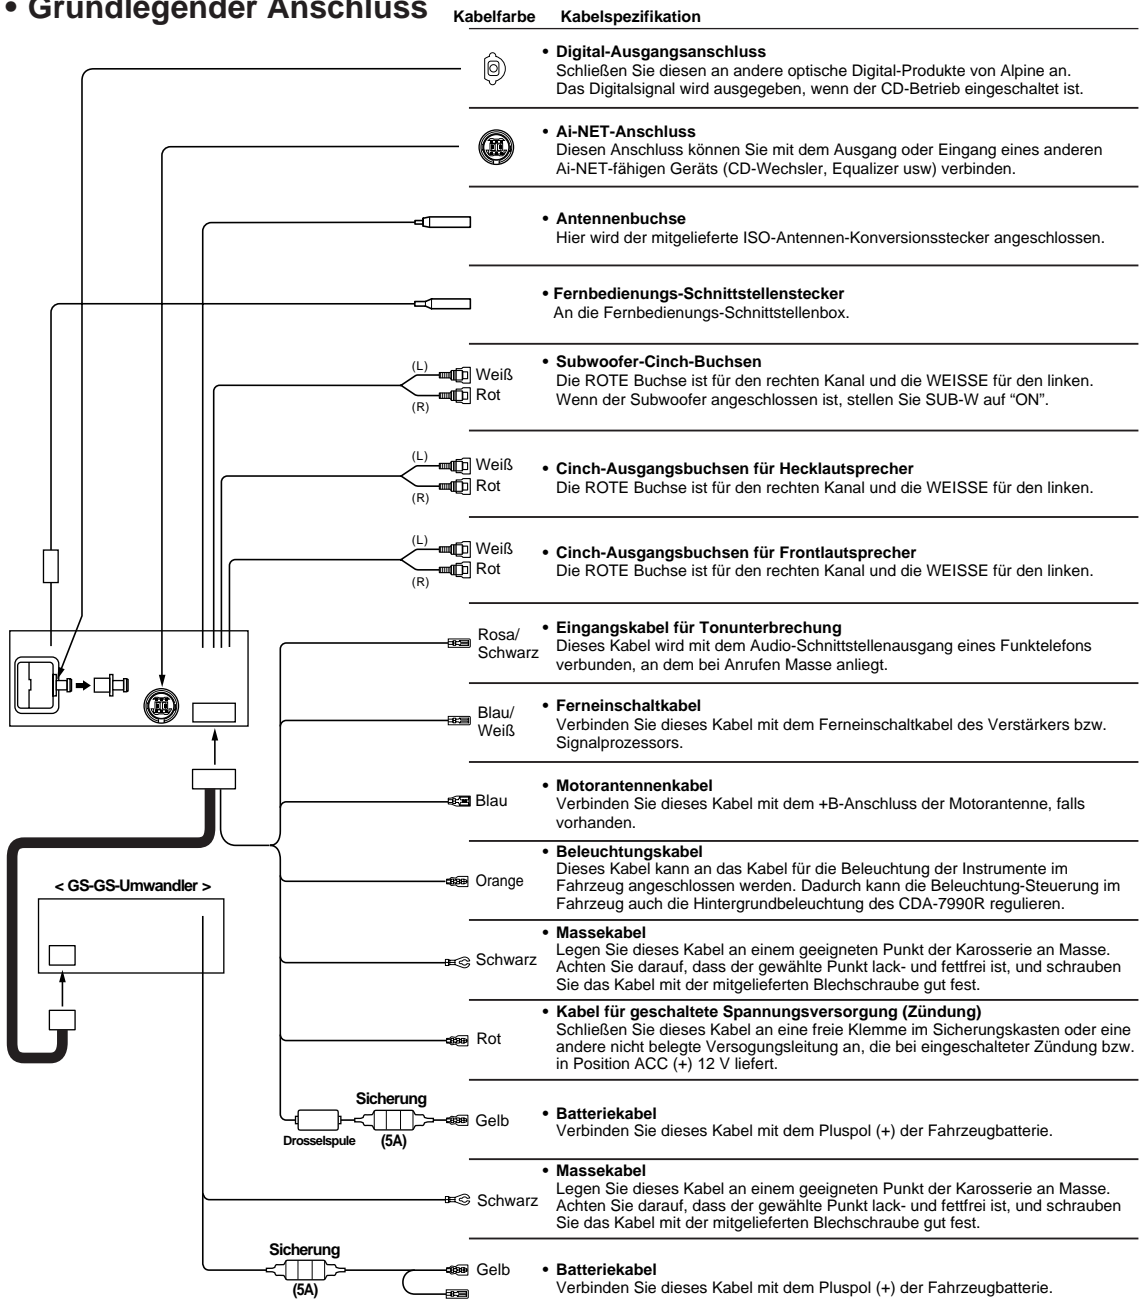 • Grundlegender Anschluss
Kabelfarbe Kabelspezifikation
• Digital-Ausgangsanschluss
Schließen Sie diesen an andere optische Digital-Produkte von Alpine an.
Das Digitalsignal wird ausgegeben, wenn der CD-Betrieb eingeschaltet ist.
• Ai-NET-Anschluss
Diesen Anschluss können Sie mit dem Ausgang oder Eingang eines anderen
Ai-NET-fähigen Geräts (CD-Wechsler, Equalizer usw) verbinden.
• Antennenbuchse
Hier wird der mitgelieferte ISO-Antennen-Konversionsstecker angeschlossen.
• Fernbedienungs-Schnittstellenstecker
An die Fernbedienungs-Schnittstellenbox.
(L)
Weiß
Rot
(R)
• Subwoofer-Cinch-Buchsen
Die ROTE Buchse ist für den rechten Kanal und die WEISSE für den linken.
Wenn der Subwoofer angeschlossen ist, stellen Sie SUB-W auf “ON”.
(L)
Weiß
Rot
(R)
• Cinch-Ausgangsbuchsen für Hecklautsprecher
Die ROTE Buchse ist für den rechten Kanal und die WEISSE für den linken.
(L)
Weiß
Rot
(R)
• Cinch-Ausgangsbuchsen für Frontlautsprecher
Die ROTE Buchse ist für den rechten Kanal und die WEISSE für den linken.
Rosa/
Schwarz
• Eingangskabel für Tonunterbrechung
Dieses Kabel wird mit dem Audio-Schnittstellenausgang eines Funktelefons
verbunden, an dem bei Anrufen Masse anliegt.
Blau/
Weiß
• Ferneinschaltkabel
Verbinden Sie dieses Kabel mit dem Ferneinschaltkabel des Verstärkers bzw.
Signalprozessors.
Blau
• Motorantennenkabel
Verbinden Sie dieses Kabel mit dem +B-Anschluss der Motorantenne, falls
vorhanden.
Orange
• Beleuchtungskabel
Dieses Kabel kann an das Kabel für die Beleuchtung der Instrumente im
Fahrzeug angeschlossen werden. Dadurch kann die Beleuchtung-Steuerung im
Fahrzeug auch die Hintergrundbeleuchtung des CDA-7990R regulieren.
< GS-GS-Umwandler >
Schwarz
• Massekabel
Legen Sie dieses Kabel an einem geeigneten Punkt der Karosserie an Masse.
Achten Sie darauf, dass der gewählte Punkt lack- und fettfrei ist, und schrauben
Sie das Kabel mit der mitgelieferten Blechschraube gut fest.
Rot
• Kabel für geschaltete Spannungsversorgung (Zündung)
Schließen Sie dieses Kabel an eine freie Klemme im Sicherungskasten oder eine
andere nicht belegte Versogungsleitung an, die bei eingeschalteter Zündung bzw.
in Position ACC (+) 12 V liefert.
Sicherung
(5A)
Drosselspule
Gelb
• Batteriekabel
Verbinden Sie dieses Kabel mit dem Pluspol (+) der Fahrzeugbatterie.
Schwarz
• Massekabel
Legen Sie dieses Kabel an einem geeigneten Punkt der Karosserie an Masse.
Achten Sie darauf, dass der gewählte Punkt lack- und fettfrei ist, und schrauben
Sie das Kabel mit der mitgelieferten Blechschraube gut fest.
Sicherung
(5A)
Gelb
• Batteriekabel
Verbinden Sie dieses Kabel mit dem Pluspol (+) der Fahrzeugbatterie.